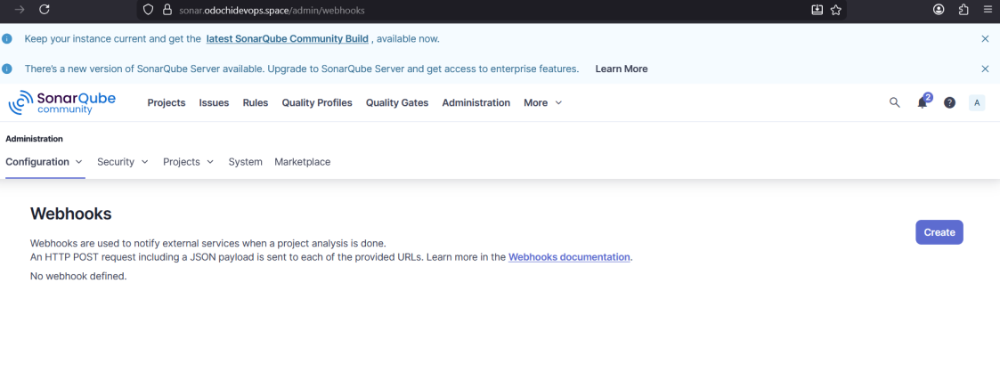 sonar.odochidevops.space/admin/webhooks
Keep your instance current and get the latest SonarQube Community Build , available now.
There's a new version of SonarQube Server available. Upgrade to SonarQube Server and get access to enterprise features. Learn More
SonarQube community Projects Issues Rules Quality Profiles Quality Gates Administration More 2 ? A
Administration
Configuration Security Projects System Marketplace
Webhooks
Create
Webhooks are used to notify external services when a project analysis is done.
An HTTP POST request including a JSON payload is sent to each of the provided URLs. Learn more in the Webhooks documentation.
No webhook defined.